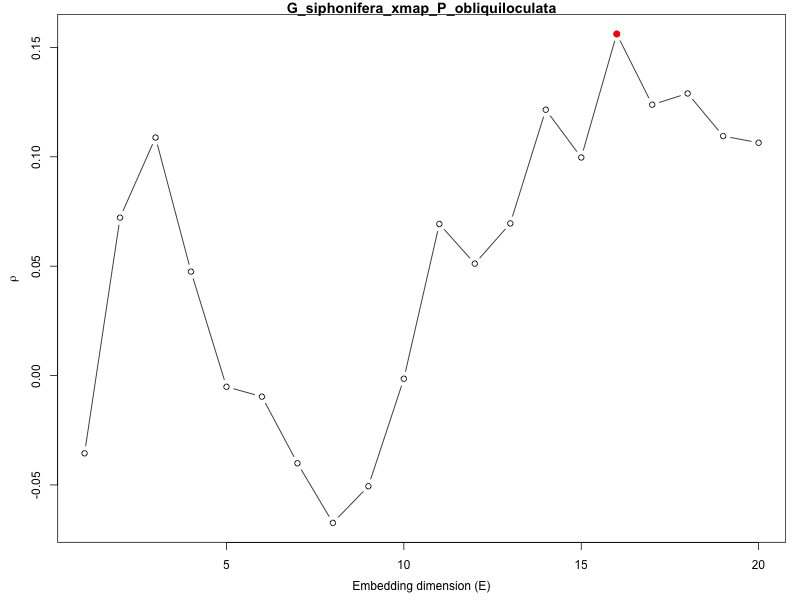 G_siphonifera_xmap_P_obliquiloculata
0.15
0.10
0.05
0.00
-0.05
ρ
5 10 15 20
Embedding dimension (E)